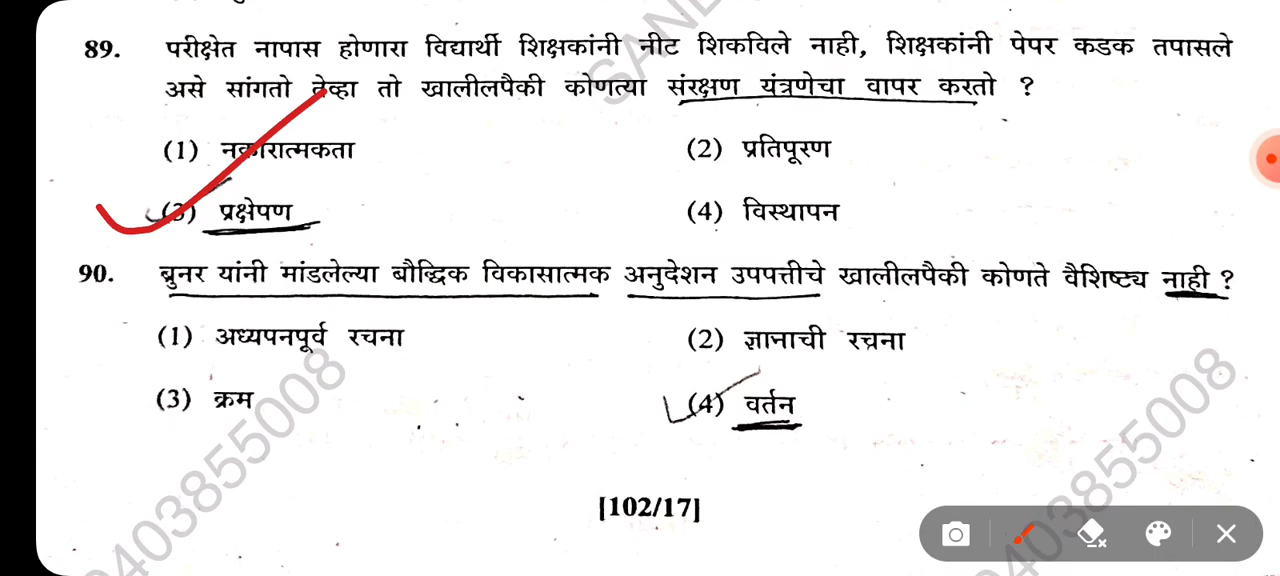 89. परीक्षेत नापास होणारा विद्यार्थी शिक्षकांनी नीट शिकविले नाही, शिक्षकांनी पेपर कडक तपासले
असे सांगतो तेव्हा तो खालीलपैकी कोणत्या संरक्षण यंत्रणेचा वापर करतो ?
(1) नकारात्मकता (2) प्रतिपूरण
(3) प्रक्षेपण (4) विस्थापन
90. ब्रुनर यांनी मांडलेल्या बौद्धिक विकासात्मक अनुदेशन उपपत्तीचे खालीलपैकी कोणते वैशिष्ट्य नाही ?
(1) अध्यपनपूर्व रचना (2) ज्ञानाची रचना
(3) क्रम (4) वर्तन
[102/17]